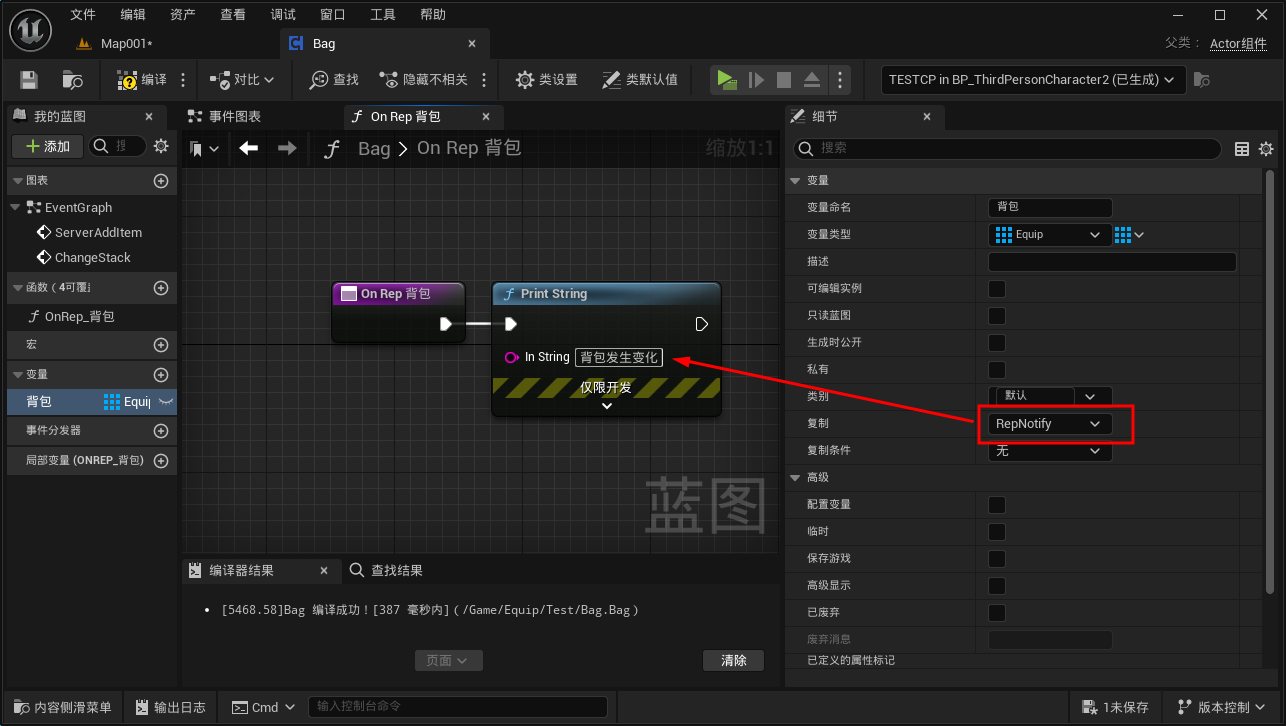 文件 编辑 资产 查看 调试 窗口 工具 帮助
Map001*
Bag
父类： Actor组件
编译 对比 查找 隐藏不相关 类设置 类默认值
TESTCP in BP_ThirdPersonCharacter2 (已生成)
我的蓝图
添加
搜
图表
EventGraph
ServerAddItem
ChangeStack
函数（4可覆盖
OnRep_背包
宏
变量
背包 Equip
事件分发器
局部变量 (ONREP_背包)
事件图表
On Rep 背包
Bag > On Rep 背包
缩放1:1
On Rep 背包
Print String
In String 背包发生变化
仅限开发
蓝图
编译器结果
查找结果
[5468.58]Bag 编译成功！[387 毫秒内]（/Game/Equip/Test/Bag.Bag）
页面
清除
细节
搜索
变量
变量命名 背包
变量类型 Equip
描述
可编辑实例
只读蓝图
生成时公开
私有
类别 默认
复制 RepNotify
复制条件 无
高级
配置变量
临时
保存游戏
高级显示
已废弃
废弃消息
已定义的属性标记
内容侧滑菜单 输出日志 Cmd 输入控制台命令
1未保存 版本控制